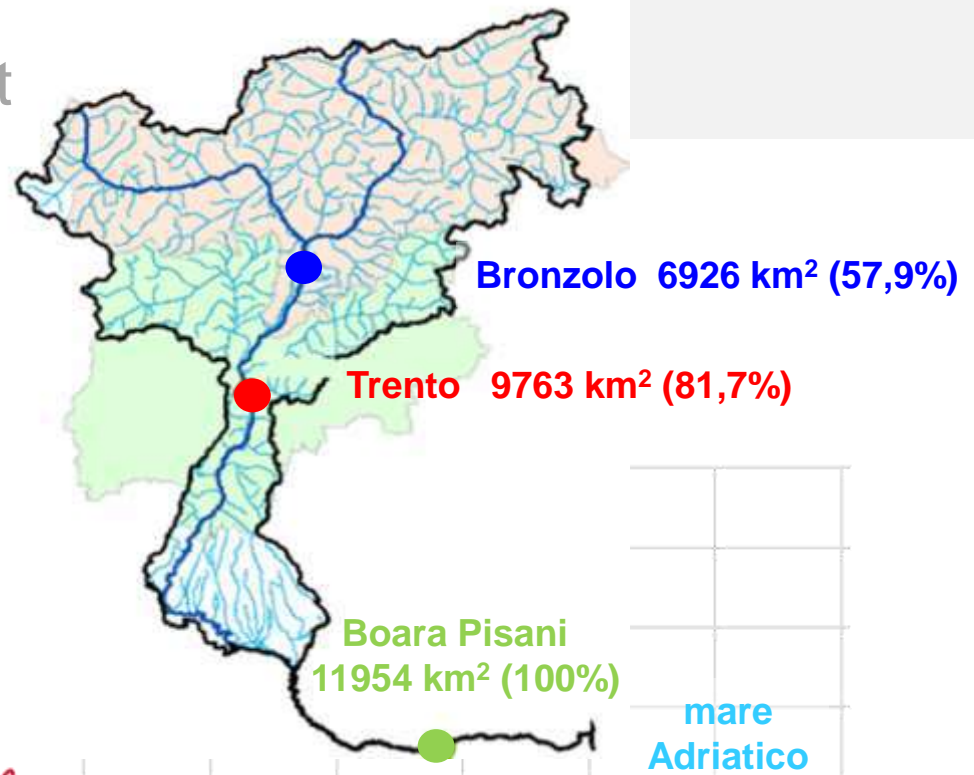 t
Bronzolo 6926 km² (57,9%)
Trento 9763 km² (81,7%)
Boara Pisani
11954 km² (100%)
mare
Adriatico